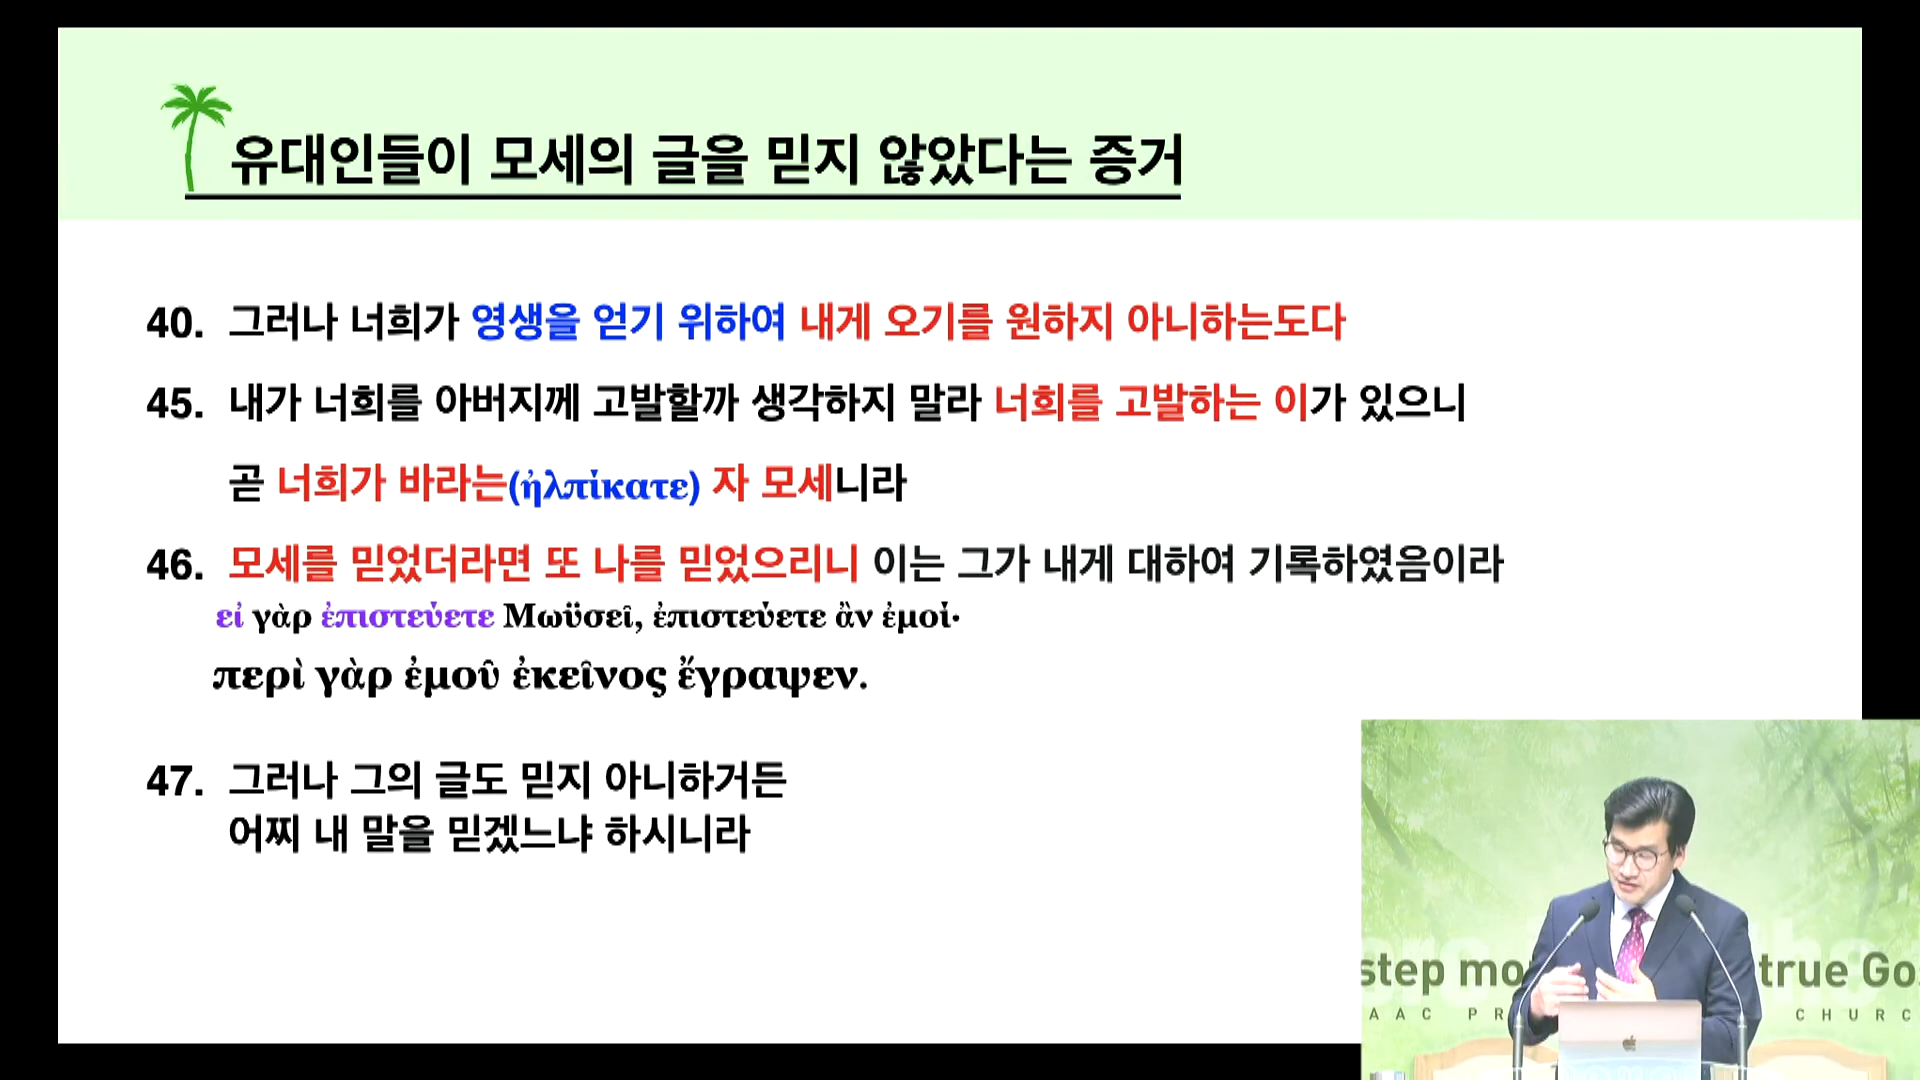 유대인들이 모세의 글을 믿지 않았다는 증거
40. 그러나 너희가 영생을 얻기 위하여 내게 오기를 원하지 아니하는도다
45. 내가 너희를 아버지께 고발할까 생각하지 말라 너희를 고발하는 이가 있으니
곧 너희가 바라는(ἠλπίκατε) 자 모세니라
46. 모세를 믿었더라면 또 나를 믿었으리니 이는 그가 내게 대하여 기록하였음이라
εἰ γὰρ ἐπιστεύετε Μωϋσεῖ, ἐπιστεύετε ἂν ἐμοί·
περὶ γὰρ ἐμοῦ ἐκεῖνος ἔγραψεν.
47. 그러나 그의 글도 믿지 아니하거든
어찌 내 말을 믿겠느냐 하시니라
step mo true Go
AAC PR CHURC